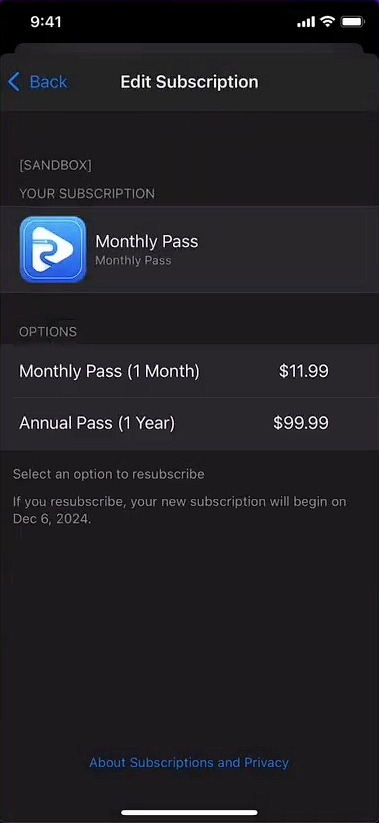 9:41
Back
Edit Subscription
[SANDBOX]
YOUR SUBSCRIPTION
Monthly Pass
Monthly Pass
OPTIONS
Monthly Pass (1 Month) $11.99
Annual Pass (1 Year) $99.99
Select an option to resubscribe
If you resubscribe, your new subscription will begin on
Dec 6, 2024.
About Subscriptions and Privacy